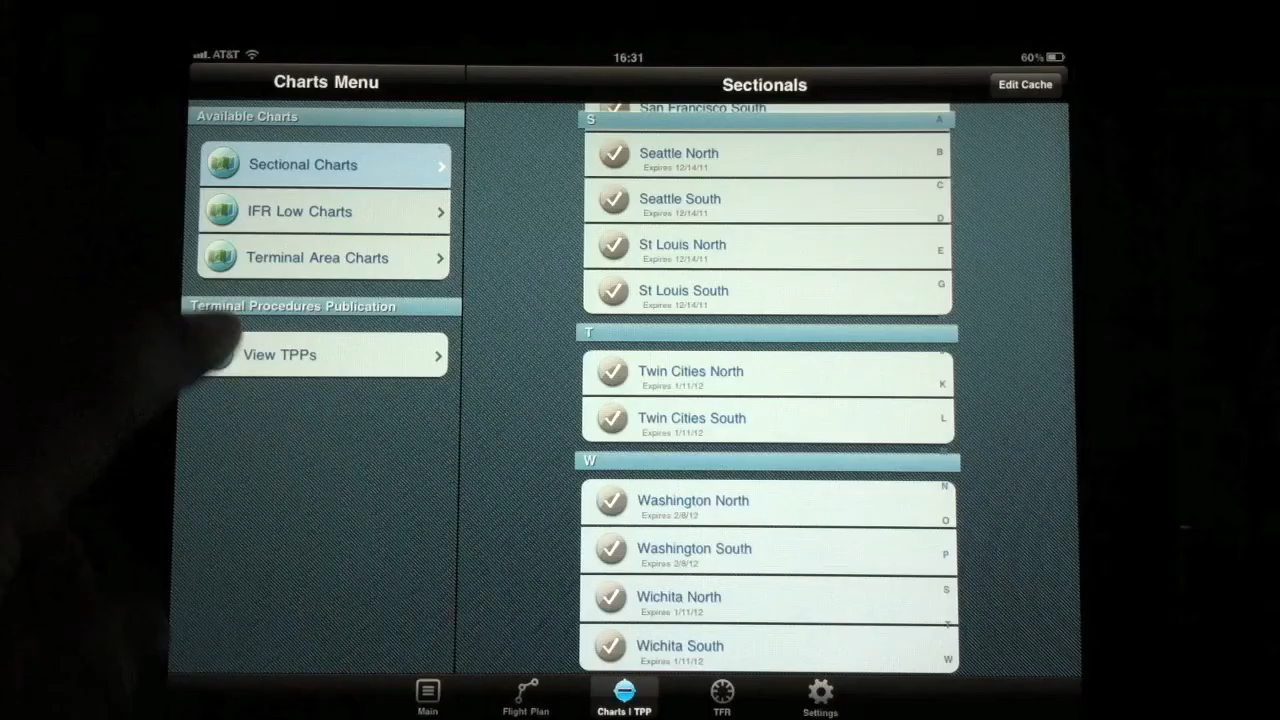 AT&T
16:31
60%
Charts Menu
Sectionals
Edit Cache
Available Charts
Sectional Charts
IFR Low Charts
Terminal Area Charts
Terminal Procedures Publication
View TPPs
San Francisco South
S
Seattle North
Expires 12/14/11
Seattle South
Expires 12/14/11
St Louis North
Expires 12/14/11
St Louis South
Expires 12/14/11
T
Twin Cities North
Expires 1/11/12
Twin Cities South
Expires 1/11/12
W
Washington North
Expires 2/8/12
Washington South
Expires 2/8/12
Wichita North
Expires 1/11/12
Wichita South
Expires 1/11/12
A
B
C
D
E
G
K
L
N
O
P
S
T
W
Main
Flight Plan
Charts | TPP
TFR
Settings